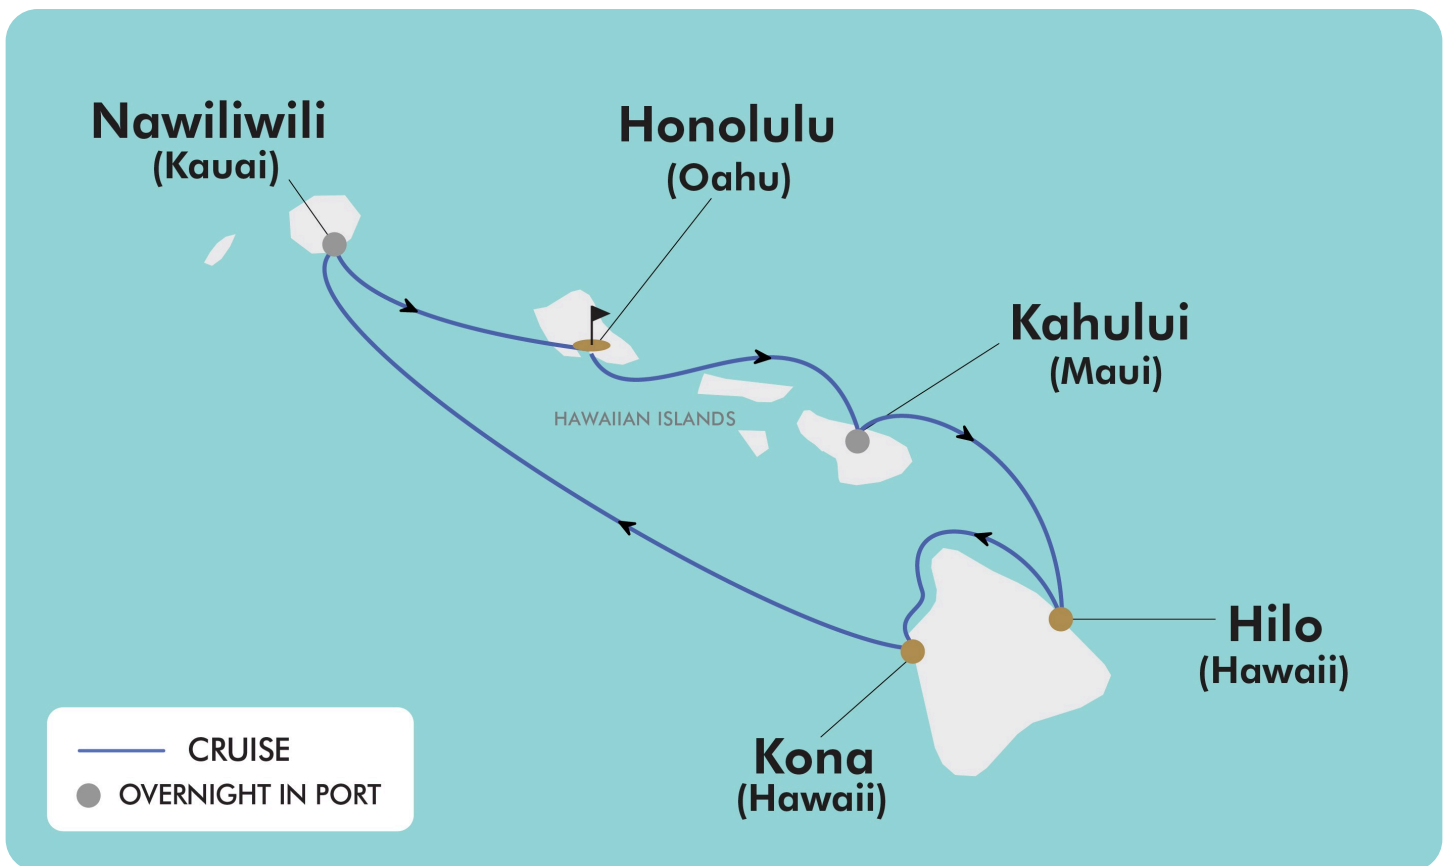 Nawiliwili
(Kauai)
Honolulu
(Oahu)
Kahului
(Maui)
HAWAIIAN ISLANDS
Hilo
(Hawaii)
Kona
(Hawaii)
CRUISE
OVERNIGHT IN PORT